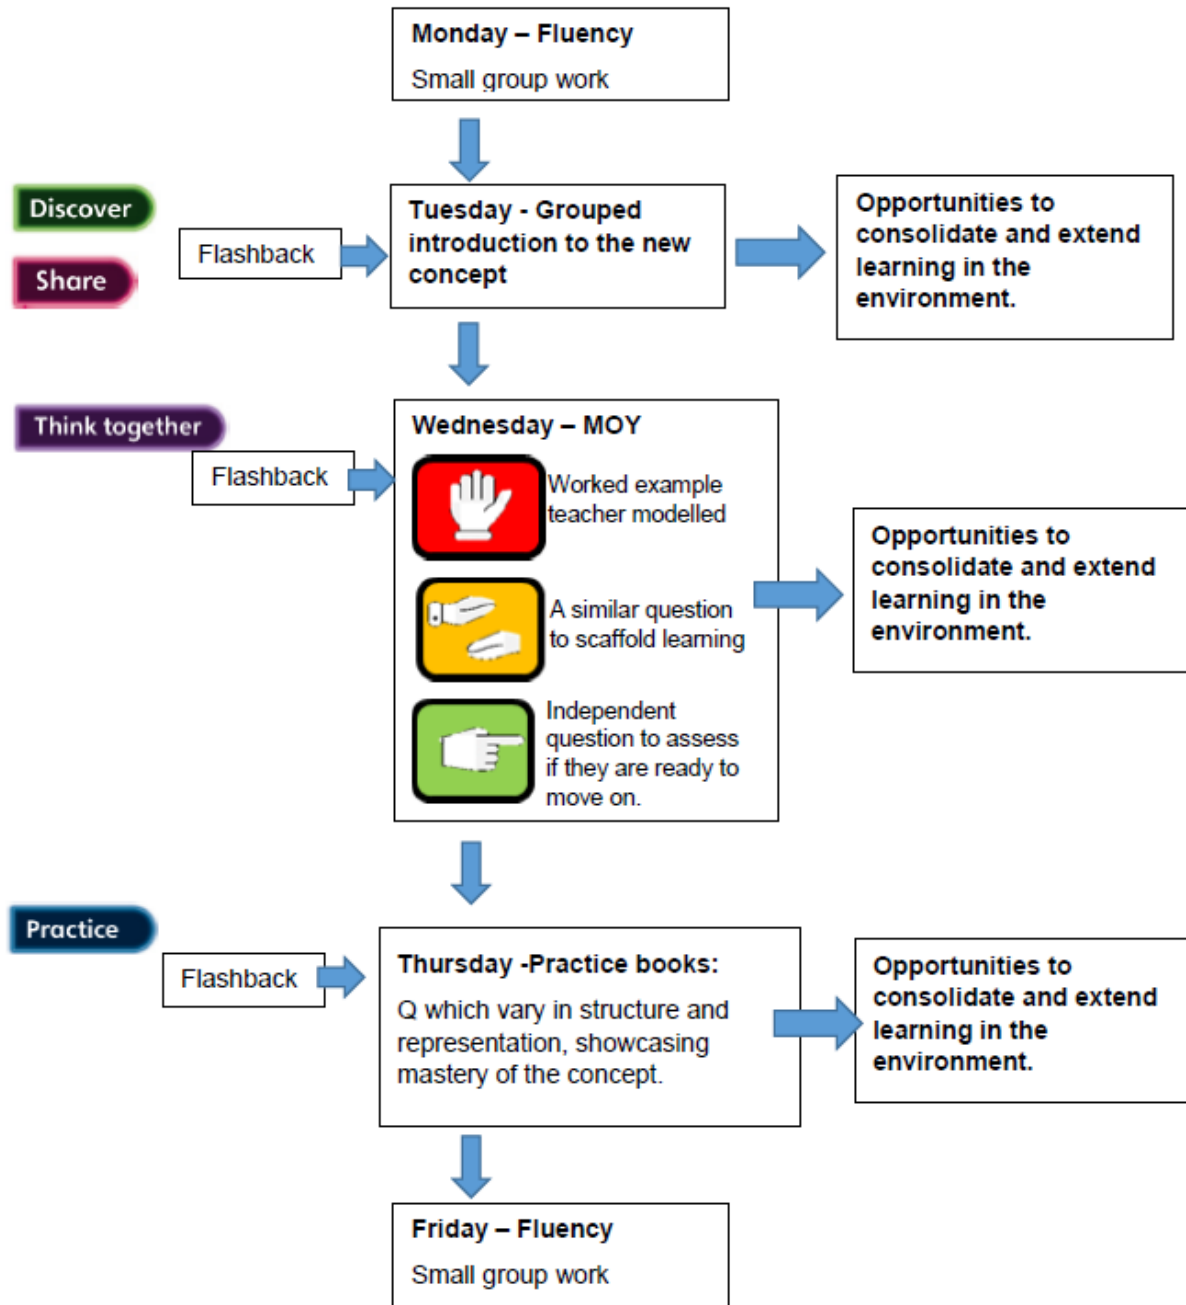 Monday – Fluency
Small group work
Discover
Share
Flashback
Tuesday - Grouped
introduction to the new
concept
Opportunities to
consolidate and extend
learning in the
environment.
Think together
Flashback
Wednesday – MOY
Worked example
teacher modelled
A similar question
to scaffold learning
Independent
question to assess
if they are ready to
move on.
Opportunities to
consolidate and extend
learning in the
environment.
Practice
Flashback
Thursday -Practice books:
Q which vary in structure and
representation, showcasing
mastery of the concept.
Opportunities to
consolidate and extend
learning in the
environment.
Friday – Fluency
Small group work